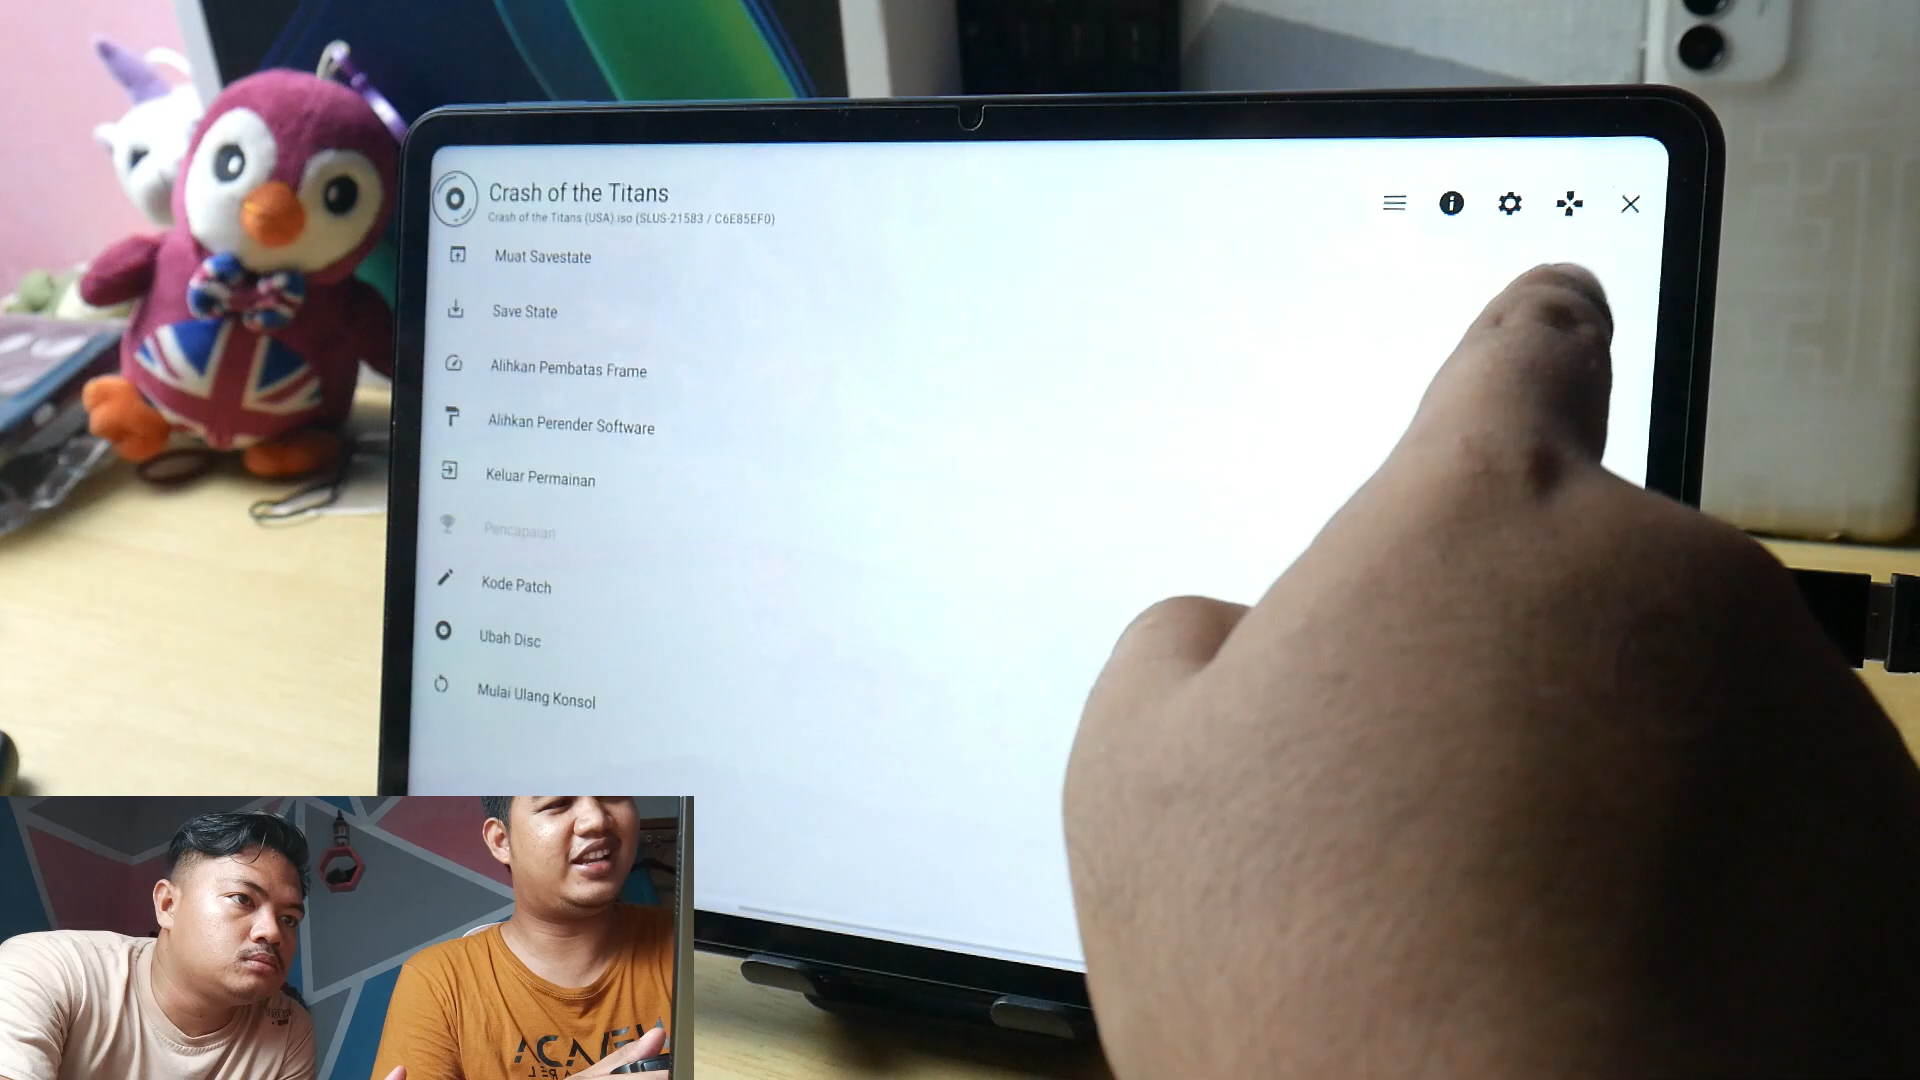 Crash of the Titans
Crash of the Titans (USA).iso (SLUS-21583 / C6E85EF0)
Muat Savestate
Save State
Alihkan Pembatas Frame
Alihkan Perender Software
Keluar Permainan
Pencapaian
Kode Patch
Ubah Disc
Mulai Ulang Konsol